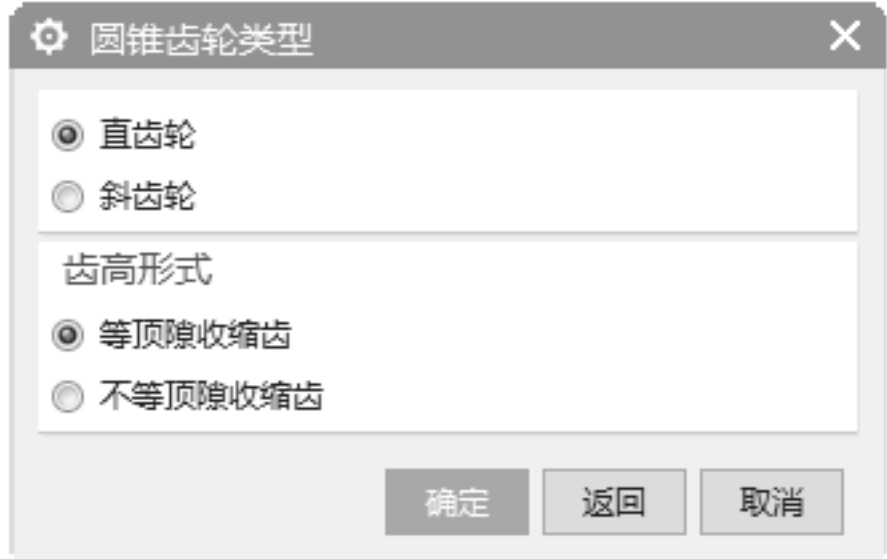 圆锥齿轮类型
直齿轮
斜齿轮
齿高形式
等顶隙收缩齿
不等顶隙收缩齿
确定 返回 取消